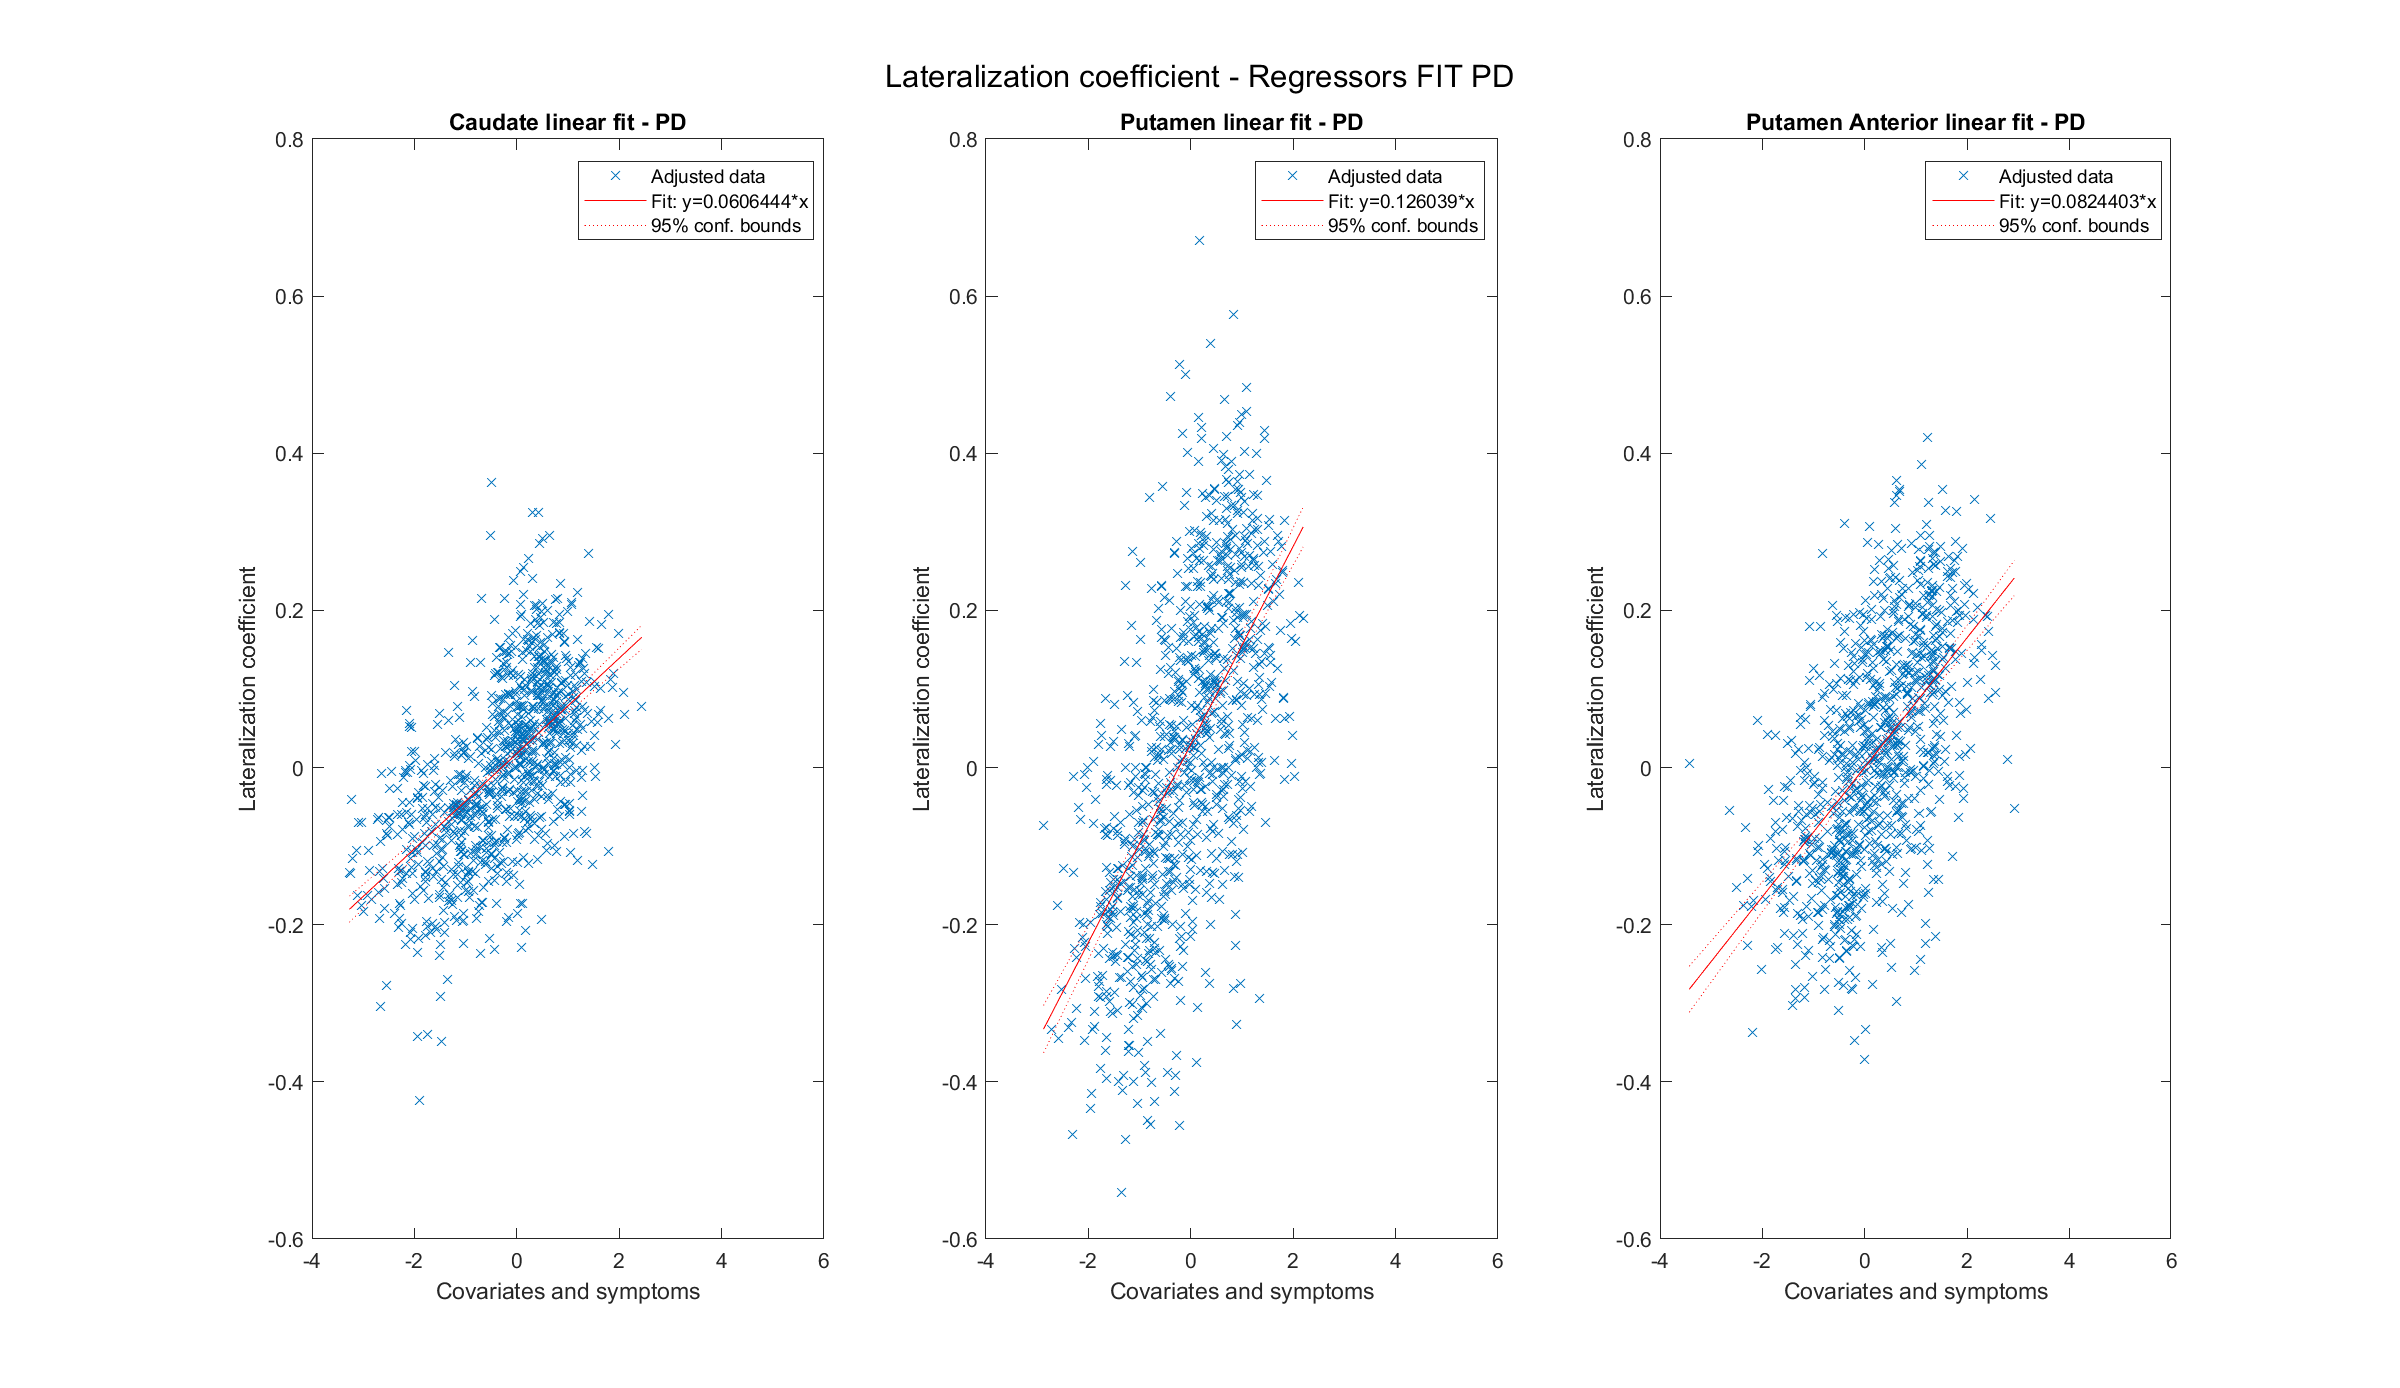 Lateralization coefficient - Regressors FIT PD
Caudate linear fit - PD
0.8
0.6
0.4
0.2
0
-0.2
-0.4
-0.6
Lateralization coefficient
Adjusted data
Fit: y=0.0606444*x
95% conf. bounds
-4
-2
0
2
4
6
Covariates and symptoms
Putamen linear fit - PD
0.8
0.6
0.4
0.2
0
-0.2
-0.4
-0.6
Lateralization coefficient
Adjusted data
Fit: y=0.126039*x
95% conf. bounds
-4
-2
0
2
4
6
Covariates and symptoms
Putamen Anterior linear fit - PD
0.8
0.6
0.4
0.2
0
-0.2
-0.4
-0.6
Lateralization coefficient
Adjusted data
Fit: y=0.0824403*x
95% conf. bounds
-4
-2
0
2
4
6
Covariates and symptoms